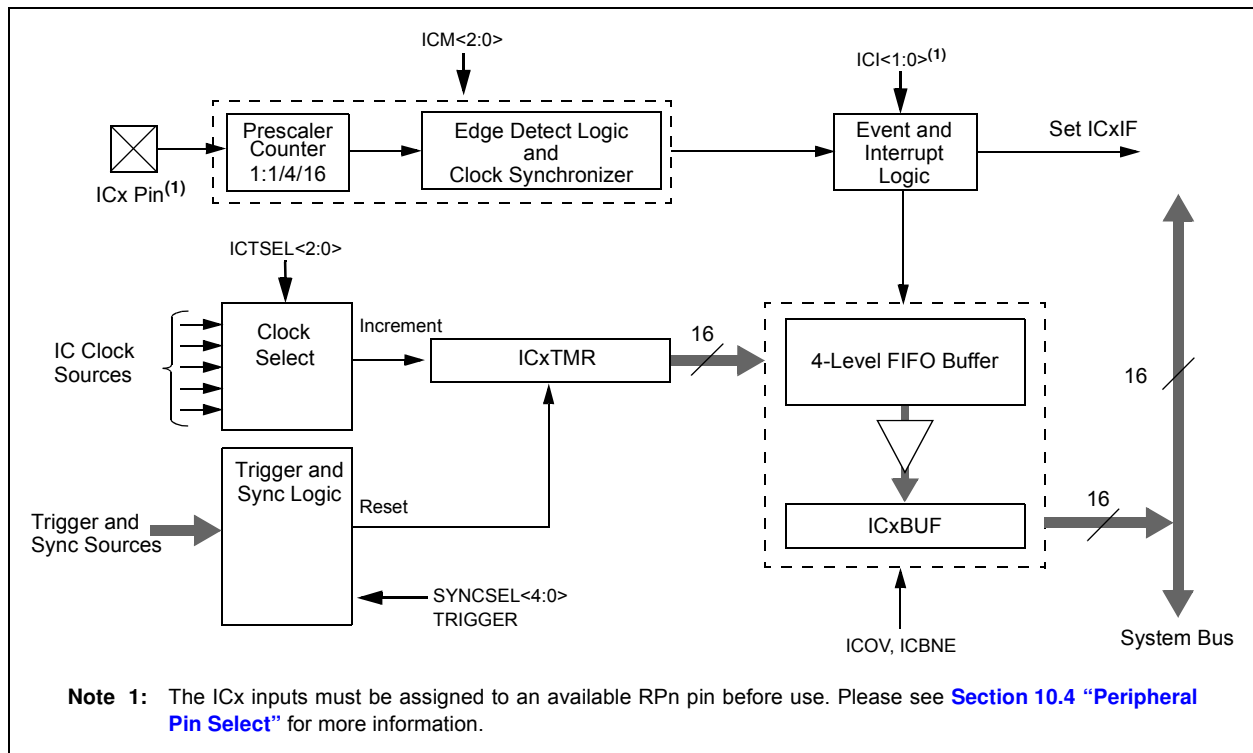 ICM<2:0>
ICI<1:0>(1)
Prescaler
Counter
1:1/4/16
Edge Detect Logic
and
Clock Synchronizer
Event and
Interrupt
Logic
Set ICxIF
ICx Pin(1)
ICTSEL<2:0>
IC Clock
Sources
Clock
Select
Increment
ICxTMR
16
4-Level FIFO Buffer
16
Trigger and
Sync Logic
Reset
Trigger and
Sync Sources
ICxBUF
16
SYNCSEL<4:0>
TRIGGER
ICOV, ICBNE
System Bus
Note 1: The ICx inputs must be assigned to an available RPn pin before use. Please see Section 10.4 “Peripheral
Pin Select” for more information.